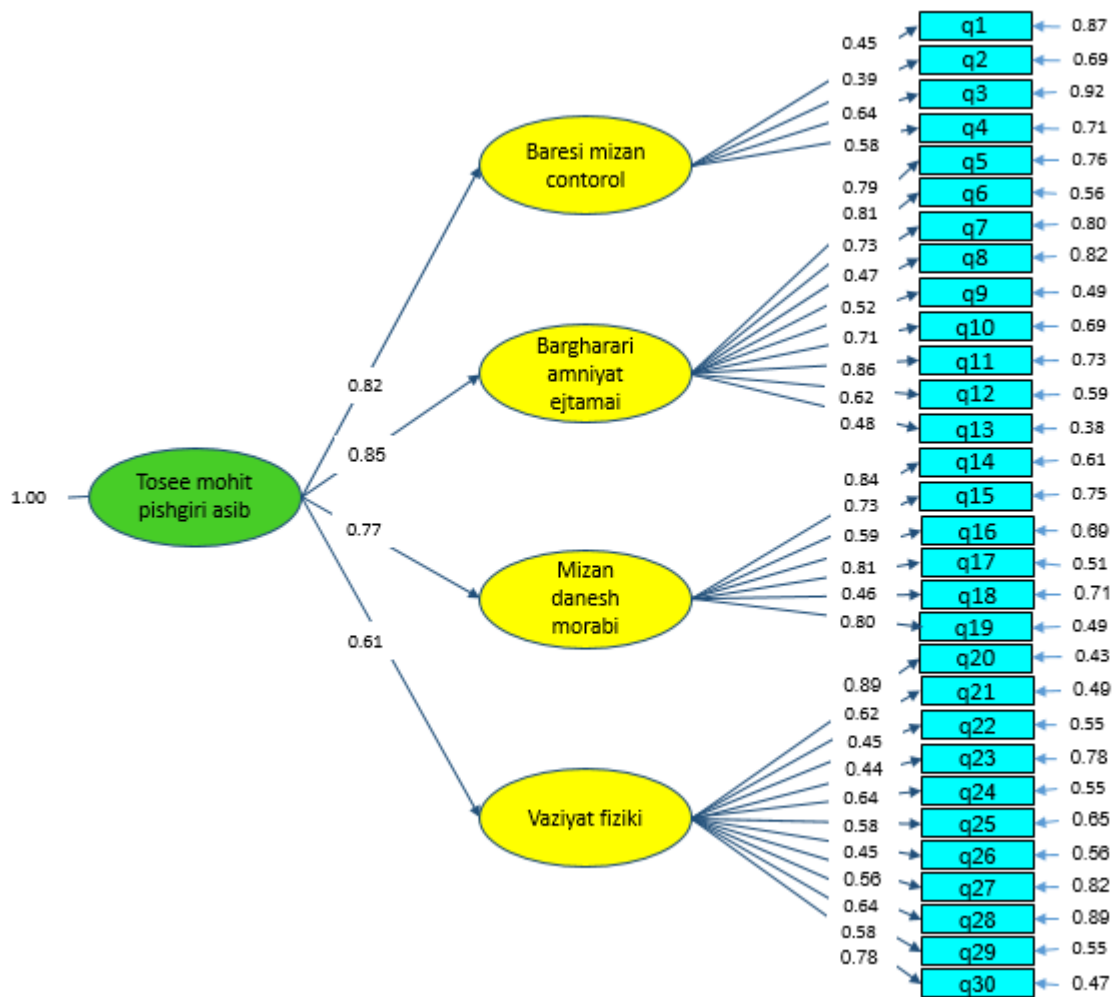 0.45
q1
0.87
q2
0.69
0.39
q3
0.92
0.64
q4
0.71
0.58
Baresi mizan
contorol
q5
0.76
0.79
q6
0.56
0.81
q7
0.80
0.73
q8
0.82
0.47
q9
0.49
0.52
q10
0.69
0.71
q11
0.73
0.86
q12
0.59
0.62
q13
0.38
0.48
Bargharari
amniyat
ejtamai
0.82
0.85
1.00
Tosee mohit
pishgiri asib
0.77
0.61
q14
0.61
0.84
q15
0.75
0.73
q16
0.69
0.59
q17
0.51
0.81
q18
0.71
0.46
q19
0.49
0.80
Mizan
danesh
morabi
q20
0.43
0.89
q21
0.49
0.62
q22
0.55
0.45
q23
0.78
0.44
q24
0.55
0.64
q25
0.65
0.58
q26
0.56
0.45
q27
0.82
0.56
q28
0.89
0.64
q29
0.55
0.58
q30
0.47
0.78
Vaziyat fiziki